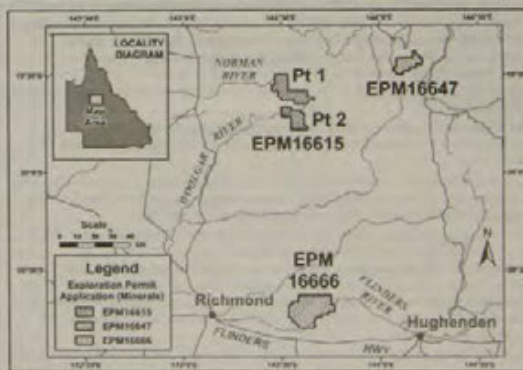 LOCALITY
DIAGRAM
Map
Area
NORMAN
RIVER
Pt 1
Pt 2
EPM16615
EPM16647
WOOLGAR
RIVER
Scale
N
EPM
16666
Legend
Exploration Permit
Application (Minerals)
EPM16615
EPM16647
EPM16666
Richmond
FLINDERS
RIVER
Hughenden
FLINDERS
HWY